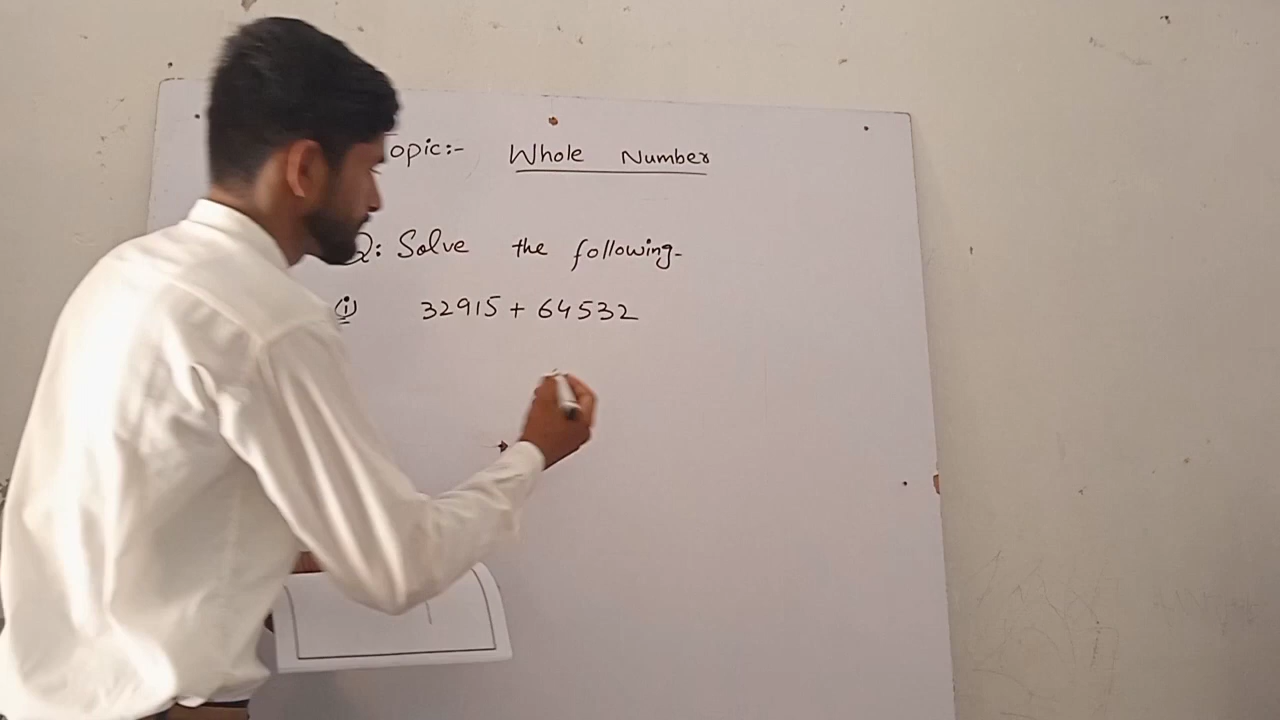 opic:- Whole Number
Q: Solve the following-
(i) 32915 + 64532